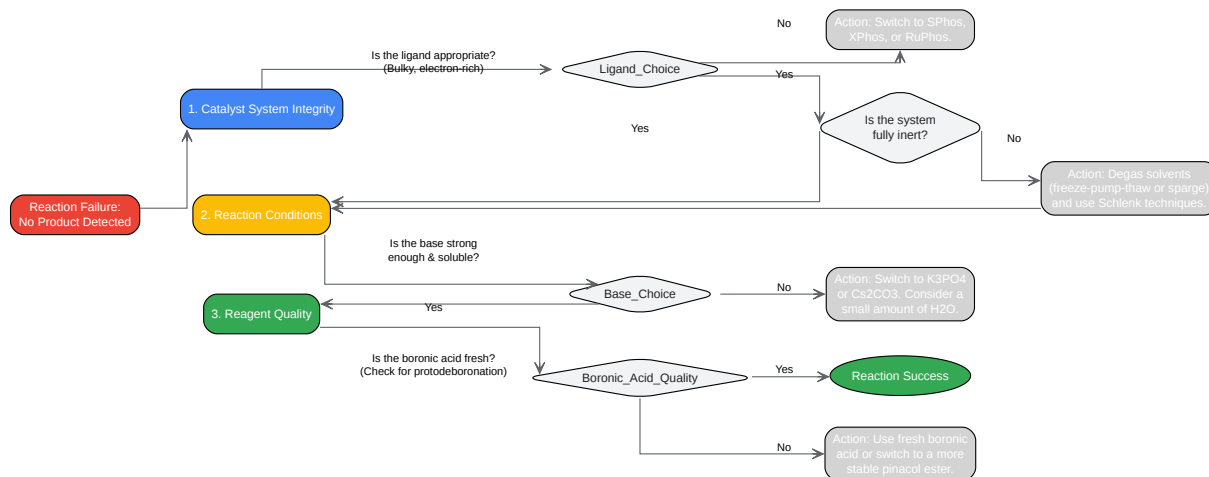 No
Action: Switch to SPhos,
XPhos, or RuPhos.
Is the ligand appropriate?
(Bulky, electron-rich)
Ligand_Choice
Yes
1. Catalyst System Integrity
Is the system
fully inert?
Yes
No
Action: Degas solvents
(freeze-pump-thaw or sparge)
and use Schlenk techniques.
Reaction Failure:
No Product Detected
2. Reaction Conditions
Is the base strong
enough & soluble?
Base_Choice
No
Action: Switch to K3PO4
or Cs2CO3. Consider a
small amount of H2O.
Yes
3. Reagent Quality
Is the boronic acid fresh?
(Check for protodeboronation)
Boronic_Acid_Quality
Yes
Reaction Success
No
Action: Use fresh boronic
acid or switch to a more
stable pinacol ester.